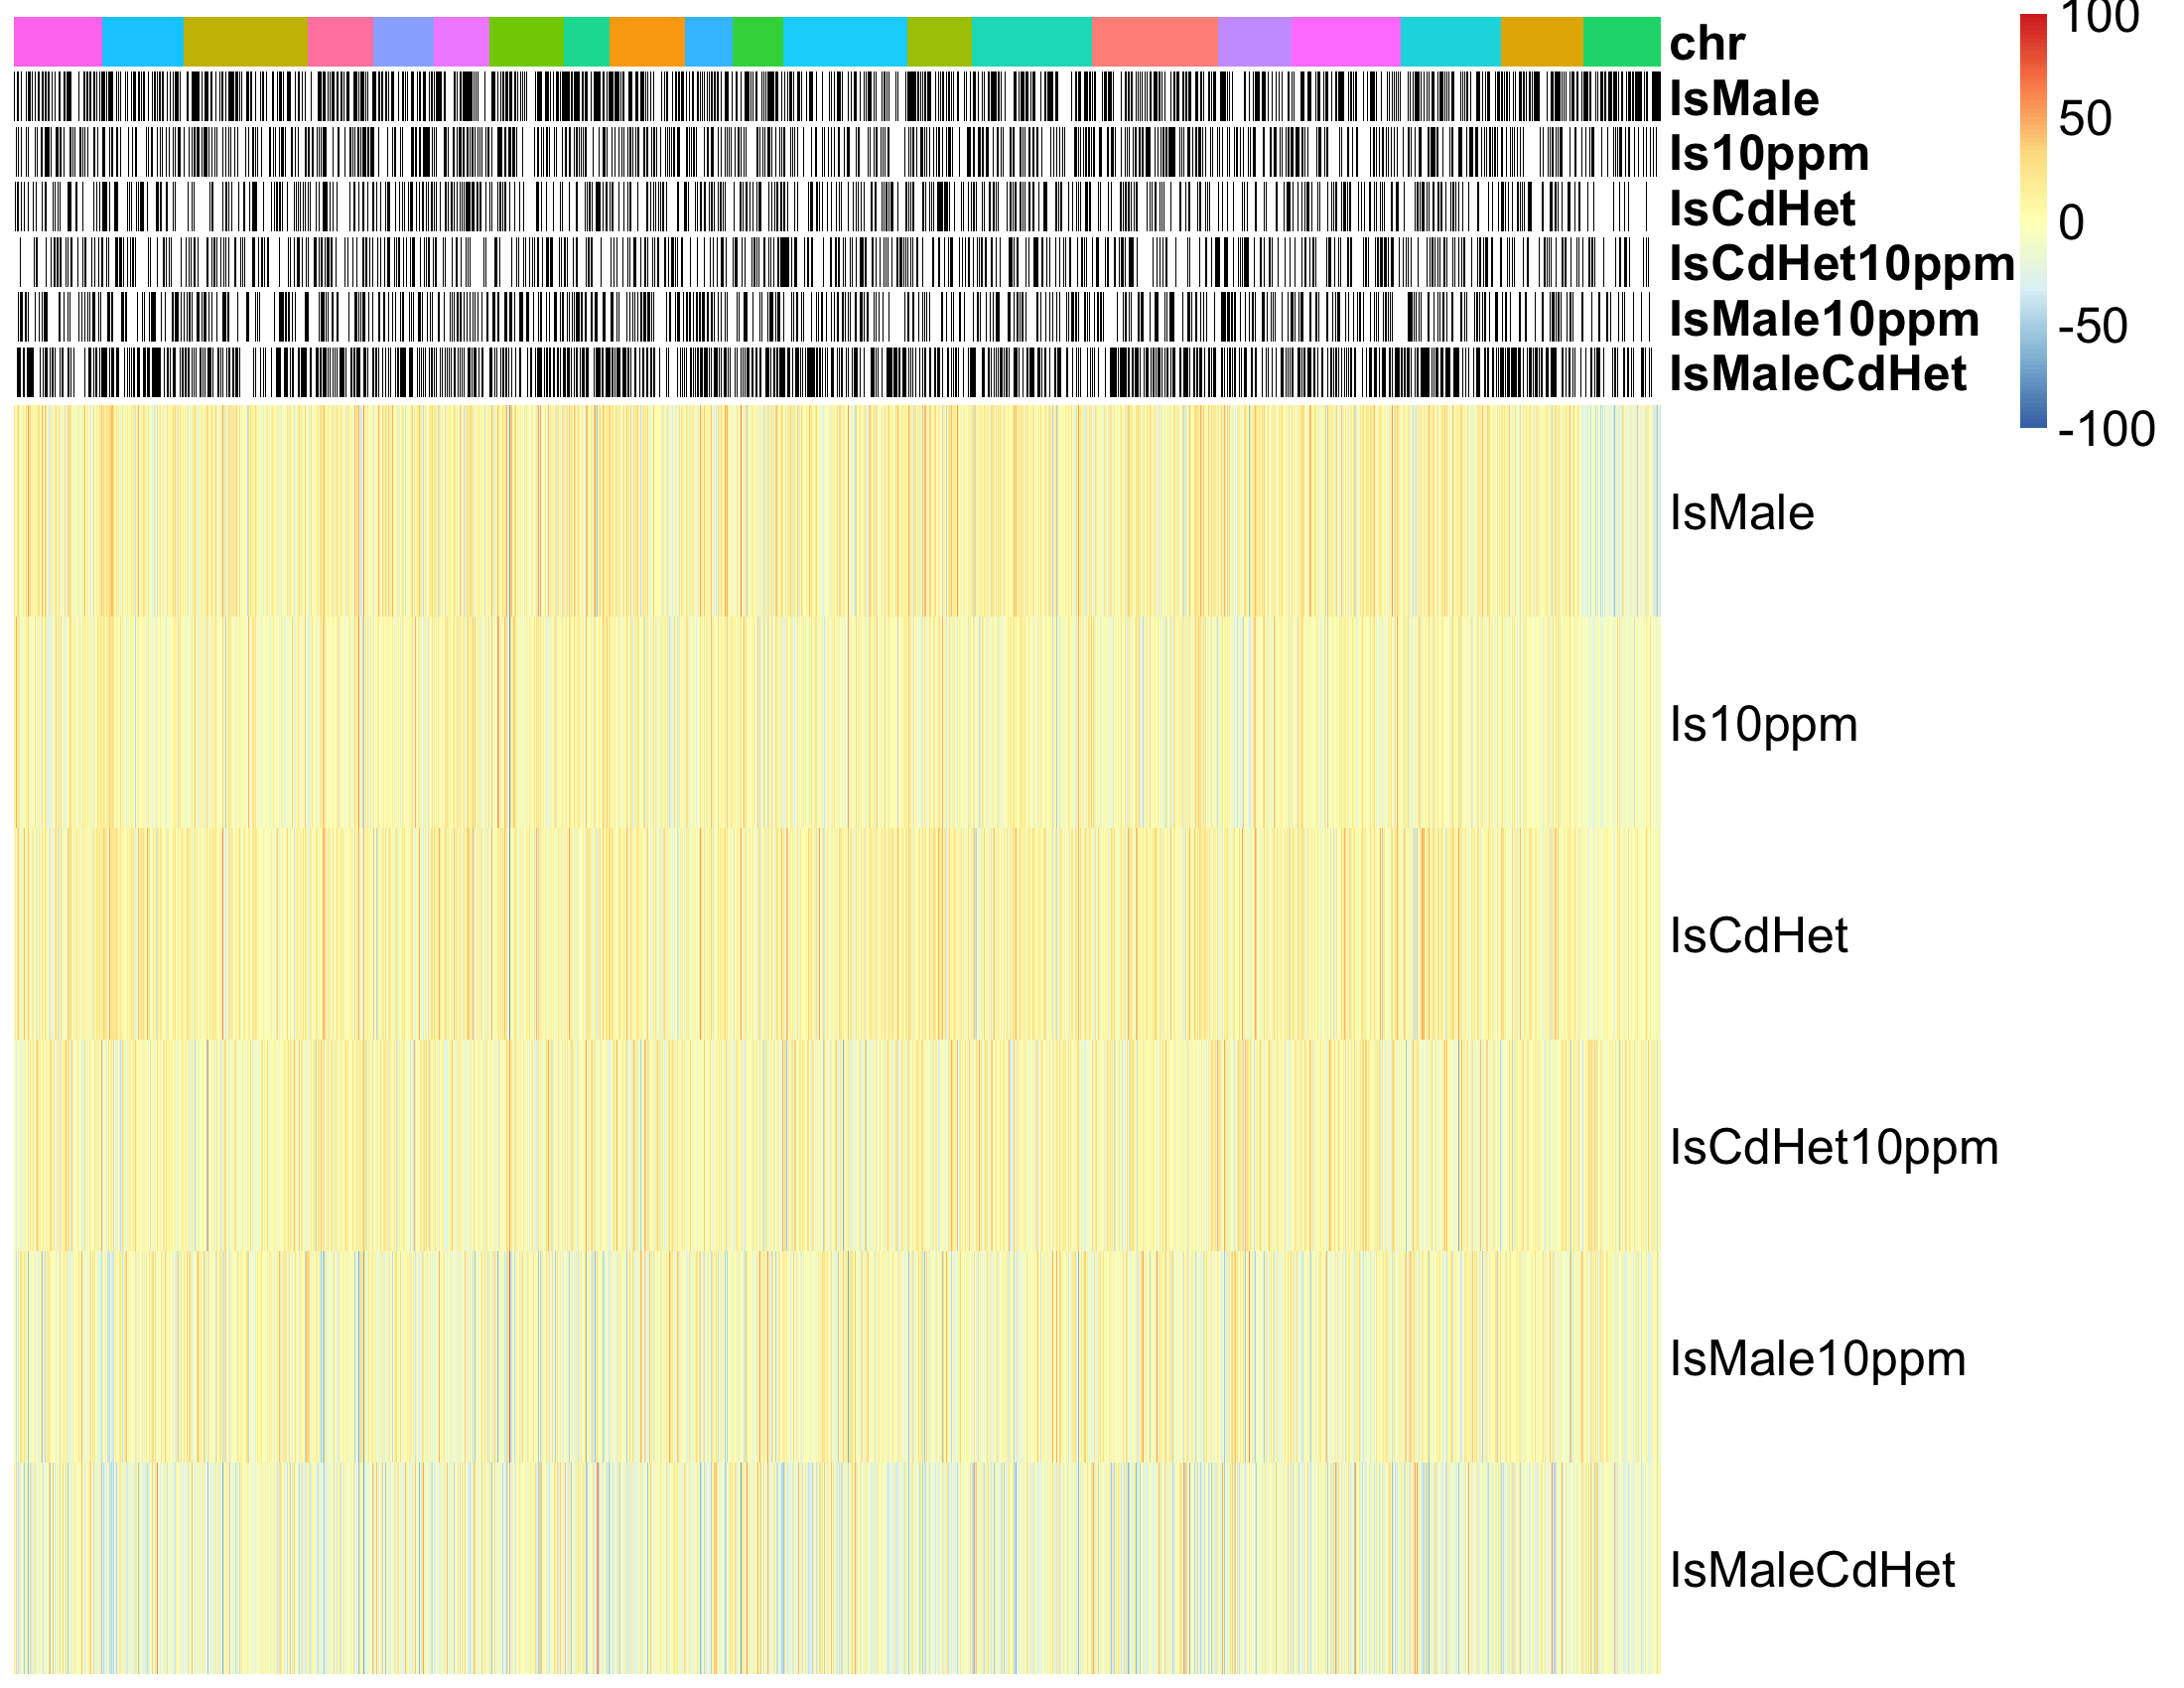 chr
IsMale
Is10ppm
IsCdHet
IsCdHet10ppm
IsMale10ppm
IsMaleCdHet
100
50
0
-50
-100
IsMale
Is10ppm
IsCdHet
IsCdHet10ppm
IsMale10ppm
IsMaleCdHet